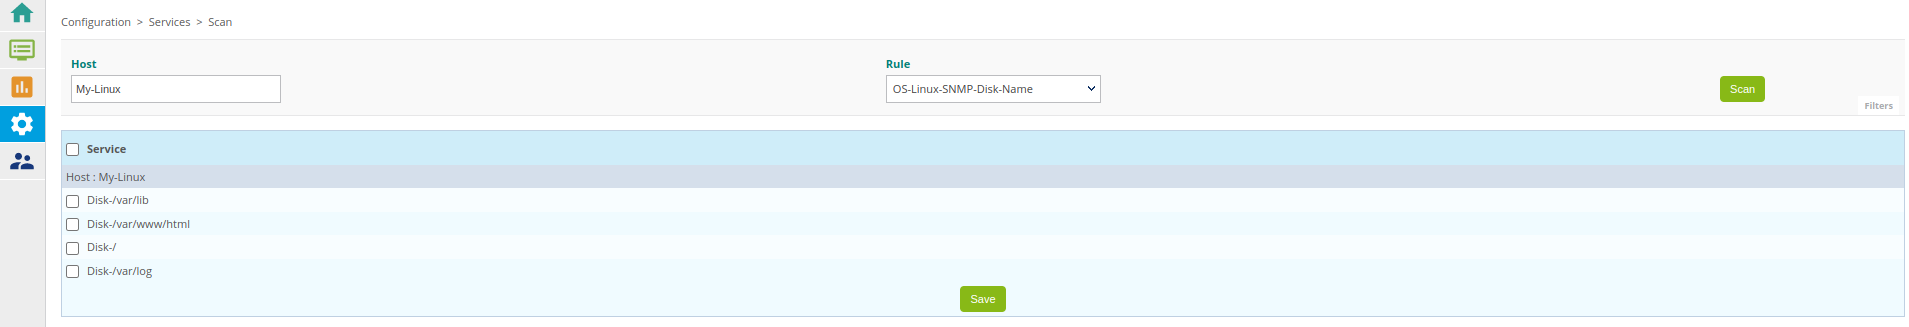 Configuration > Services > Scan
Host
Rule
My-Linux
OS-Linux-SNMP-Disk-Name
Scan
Filters
Service
Host : My-Linux
Disk-/var/lib
Disk-/var/www/html
Disk-/
Disk-/var/log
Save